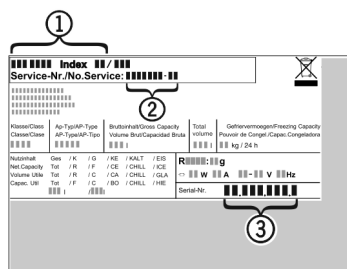 1
Index /
Service-Nr./No.Service: -
2
Klasse/Class Ap-Typ/AP-Type Bruttoinhalt/Gross Capacity Total Gefriervermoegen/Freezing Capacity
Classe/Clase AP-Type/AP-Tipo Volume Brut/Capacidad Bruta volume Pouvoir de Congel./Capac.Congeladora
l l kg / 24 h
Nutzinhalt Ges / K / G / KE / KALT / EIS
Net.Capacity Tot / R / F / CE / CHILL / ICE
Volume Utile Tot / R / C / CA / CHILL / GLA
Capac. Util Tot / F / C / BO / CHILL / HIE
l / l
R : g
W A - V Hz
Serial-Nr. . . .
3